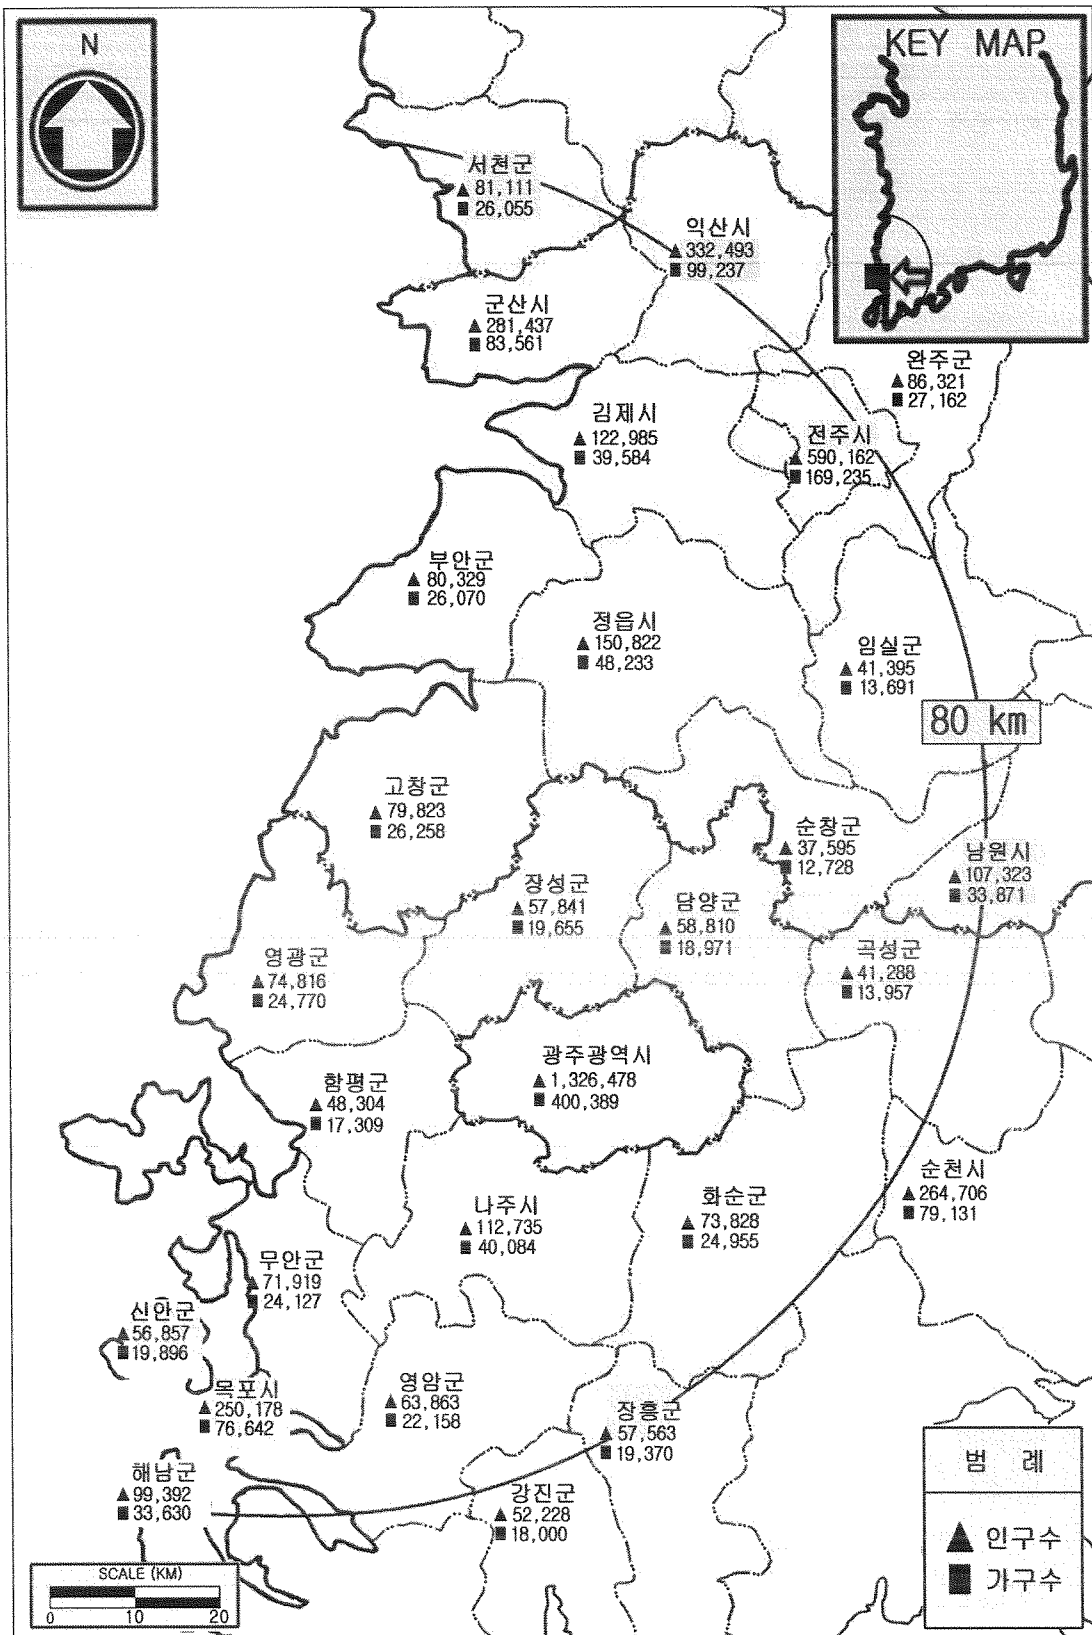 N
KEY MAP
서천군
▲ 81,111
■ 26,055
익산시
▲ 332,493
■ 99,237
군산시
▲ 281,437
■ 83,561
완주군
▲ 86,321
■ 27,162
김제시
▲ 122,985
■ 39,584
전주시
▲ 590,162
■ 169,235
부안군
▲ 80,329
■ 26,070
정읍시
▲ 150,822
■ 48,233
임실군
▲ 41,395
■ 13,691
80 km
고창군
▲ 79,823
■ 26,258
순창군
▲ 37,595
■ 12,728
남원시
▲ 107,323
■ 33,871
장성군
▲ 57,841
■ 19,655
담양군
▲ 58,810
■ 18,971
영광군
▲ 74,816
■ 24,770
곡성군
▲ 41,288
■ 13,957
광주광역시
▲ 1,326,478
■ 400,389
함평군
▲ 48,304
■ 17,309
순천시
▲ 264,706
■ 79,131
나주시
▲ 112,735
■ 40,084
화순군
▲ 73,828
■ 24,955
무안군
▲ 71,919
■ 24,127
신안군
▲ 56,857
■ 19,896
목포시
▲ 250,178
■ 76,642
영암군
▲ 63,863
■ 22,158
장흥군
▲ 57,563
■ 19,370
해남군
▲ 99,392
■ 33,630
강진군
▲ 52,228
■ 18,000
범 례
▲ 인구수
■ 가구수
SCALE (KM)
0 10 20